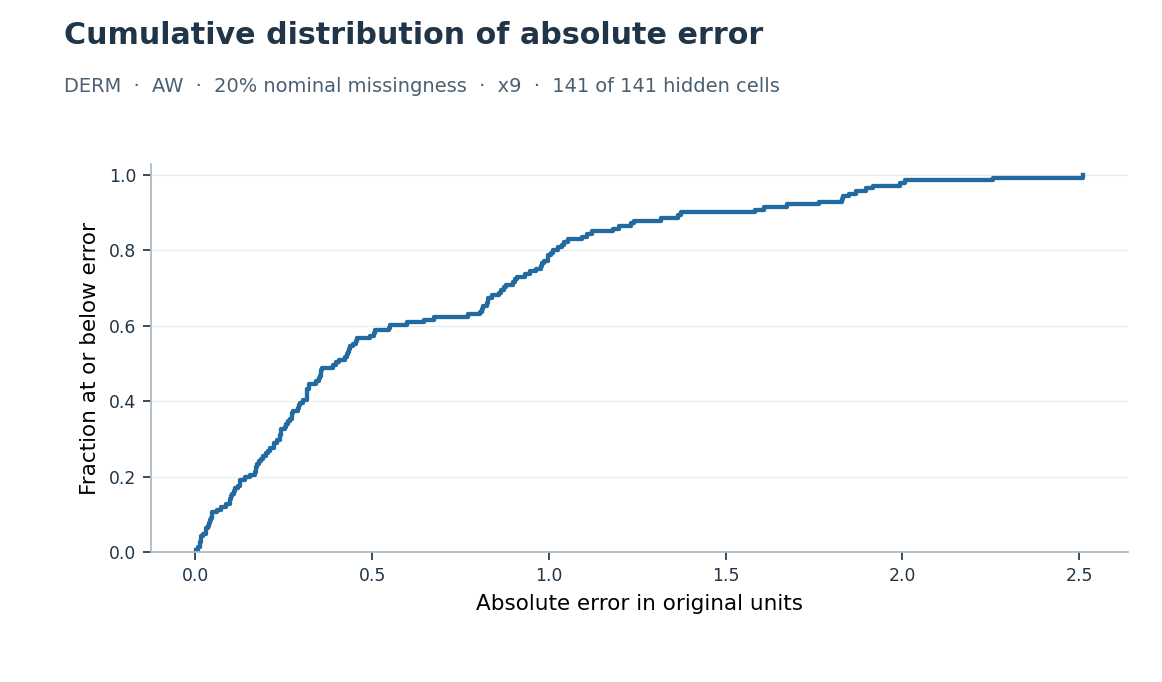 Cumulative distribution of absolute error
DERM · AW · 20% nominal missingness · x9 · 141 of 141 hidden cells
1.0
0.8
0.6
0.4
0.2
0.0
Fraction at or below error
0.0 0.5 1.0 1.5 2.0 2.5
Absolute error in original units